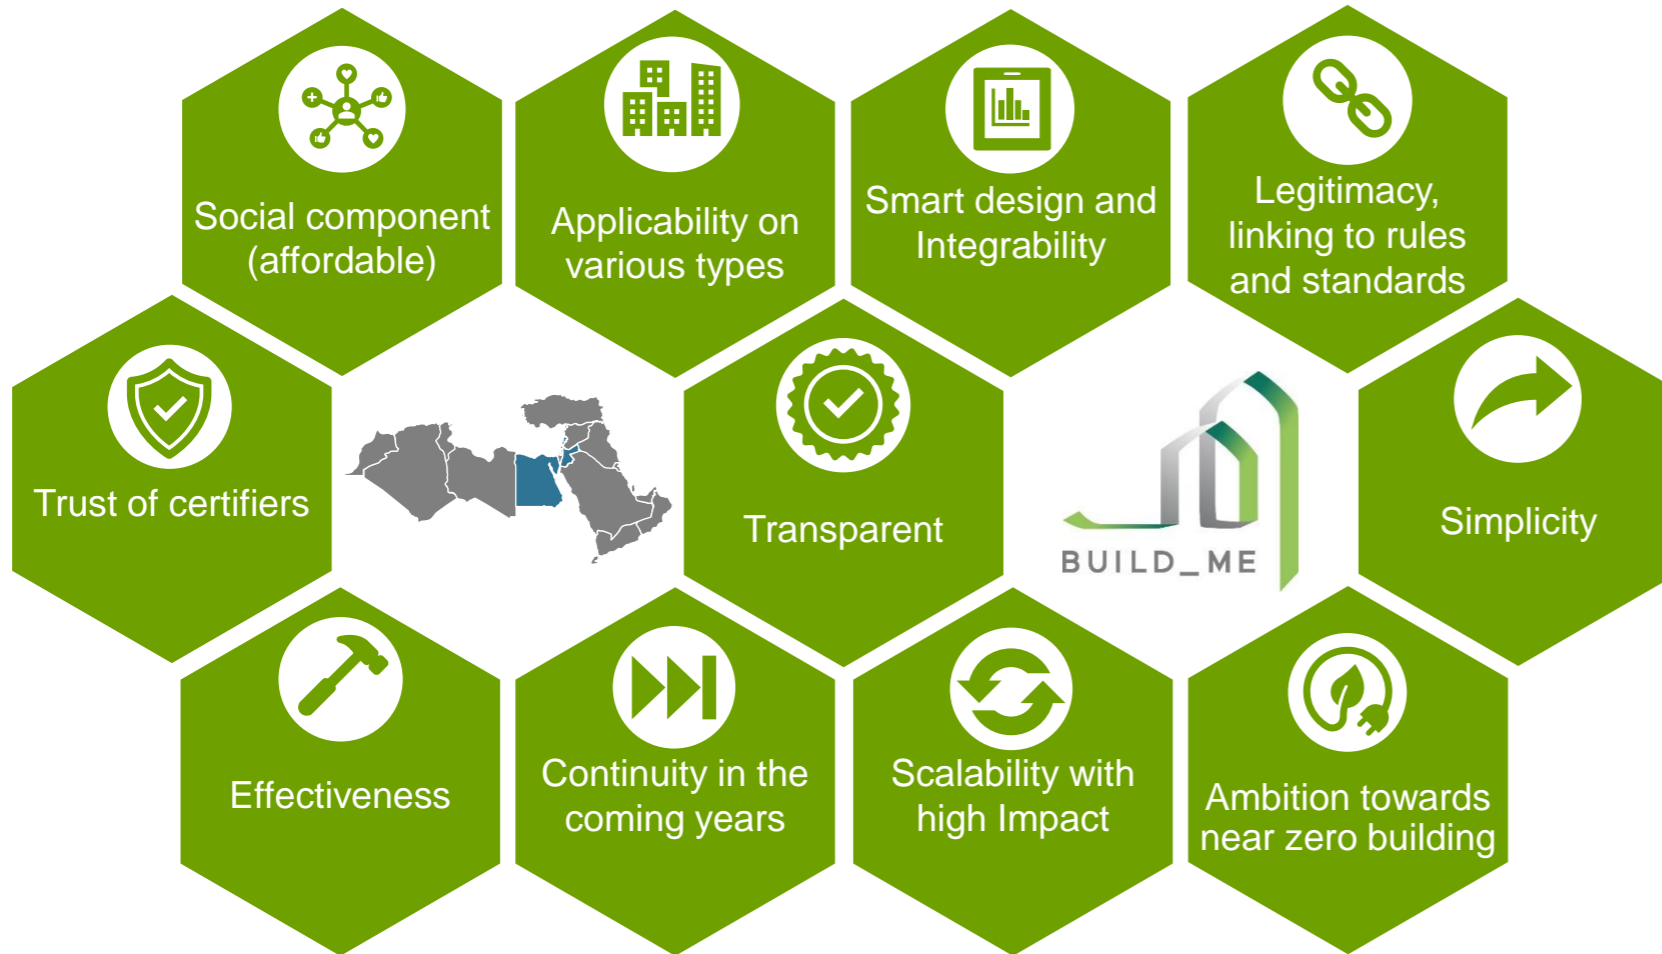 Social component
(affordable)
Applicability on
various types
Smart design and
Integrability
Legitimacy,
linking to rules
and standards
Trust of certifiers
Transparent
BUILD_ME
Simplicity
Effectiveness
Continuity in the
coming years
Scalability with
high Impact
Ambition towards
near zero building